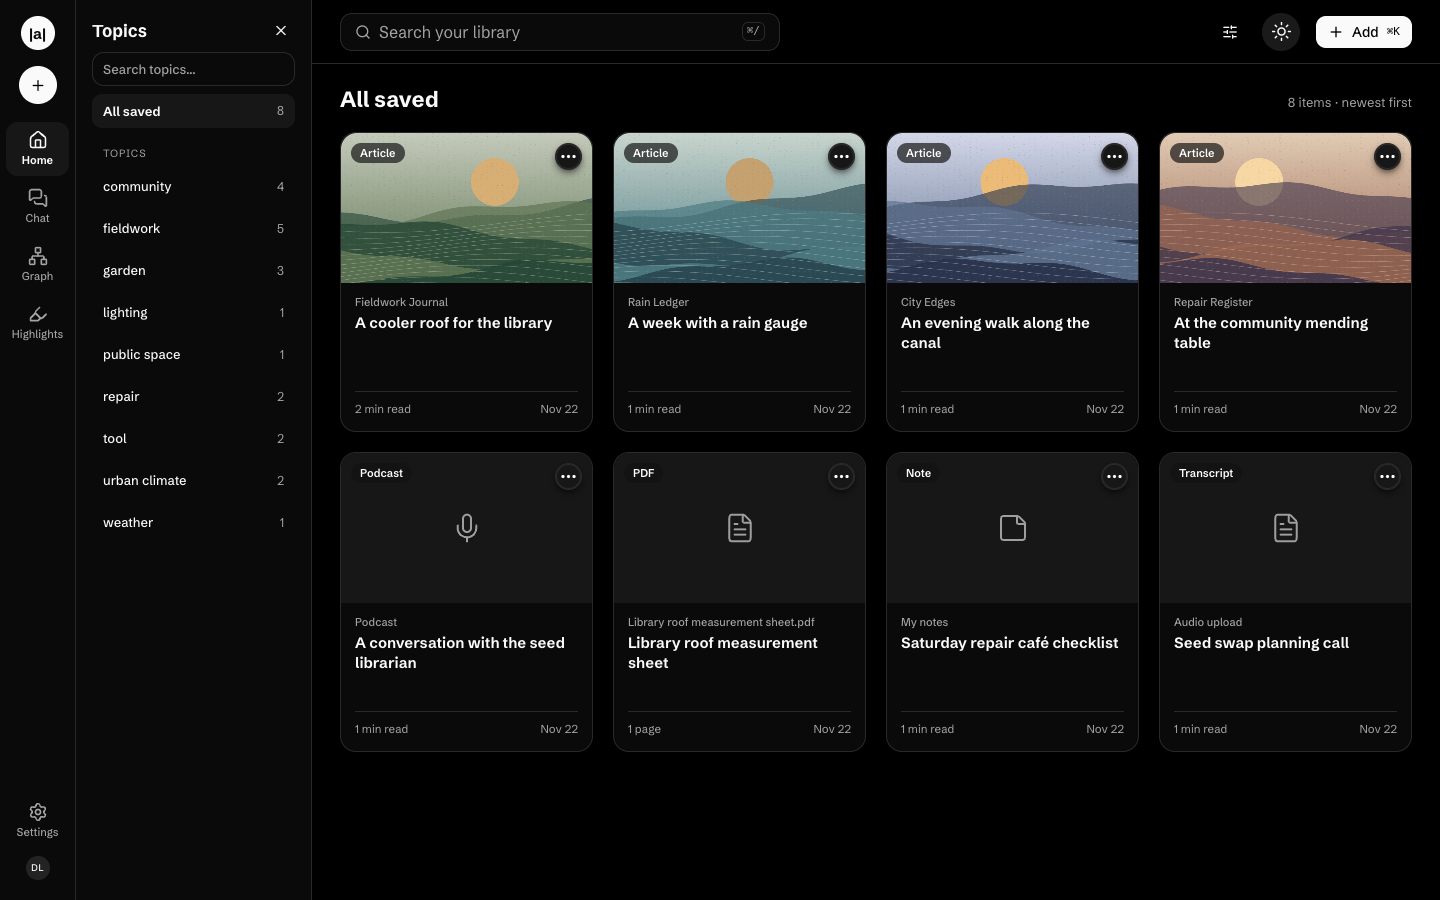 |a|
Home
Chat
Graph
Highlights
Settings
DL
Topics
Search topics...
All saved 8
TOPICS
community 4
fieldwork 5
garden 3
lighting 1
public space 1
repair 2
tool 2
urban climate 2
weather 1
Search your library ⌘/
Add ⌘K
All saved
8 items · newest first
Article
Fieldwork Journal
A cooler roof for the library
2 min read Nov 22
Article
Rain Ledger
A week with a rain gauge
1 min read Nov 22
Article
City Edges
An evening walk along the
canal
1 min read Nov 22
Article
Repair Register
At the community mending
table
1 min read Nov 22
Podcast
Podcast
A conversation with the seed
librarian
1 min read Nov 22
PDF
Library roof measurement sheet.pdf
Library roof measurement
sheet
1 page Nov 22
Note
My notes
Saturday repair café checklist
1 min read Nov 22
Transcript
Audio upload
Seed swap planning call
1 min read Nov 22